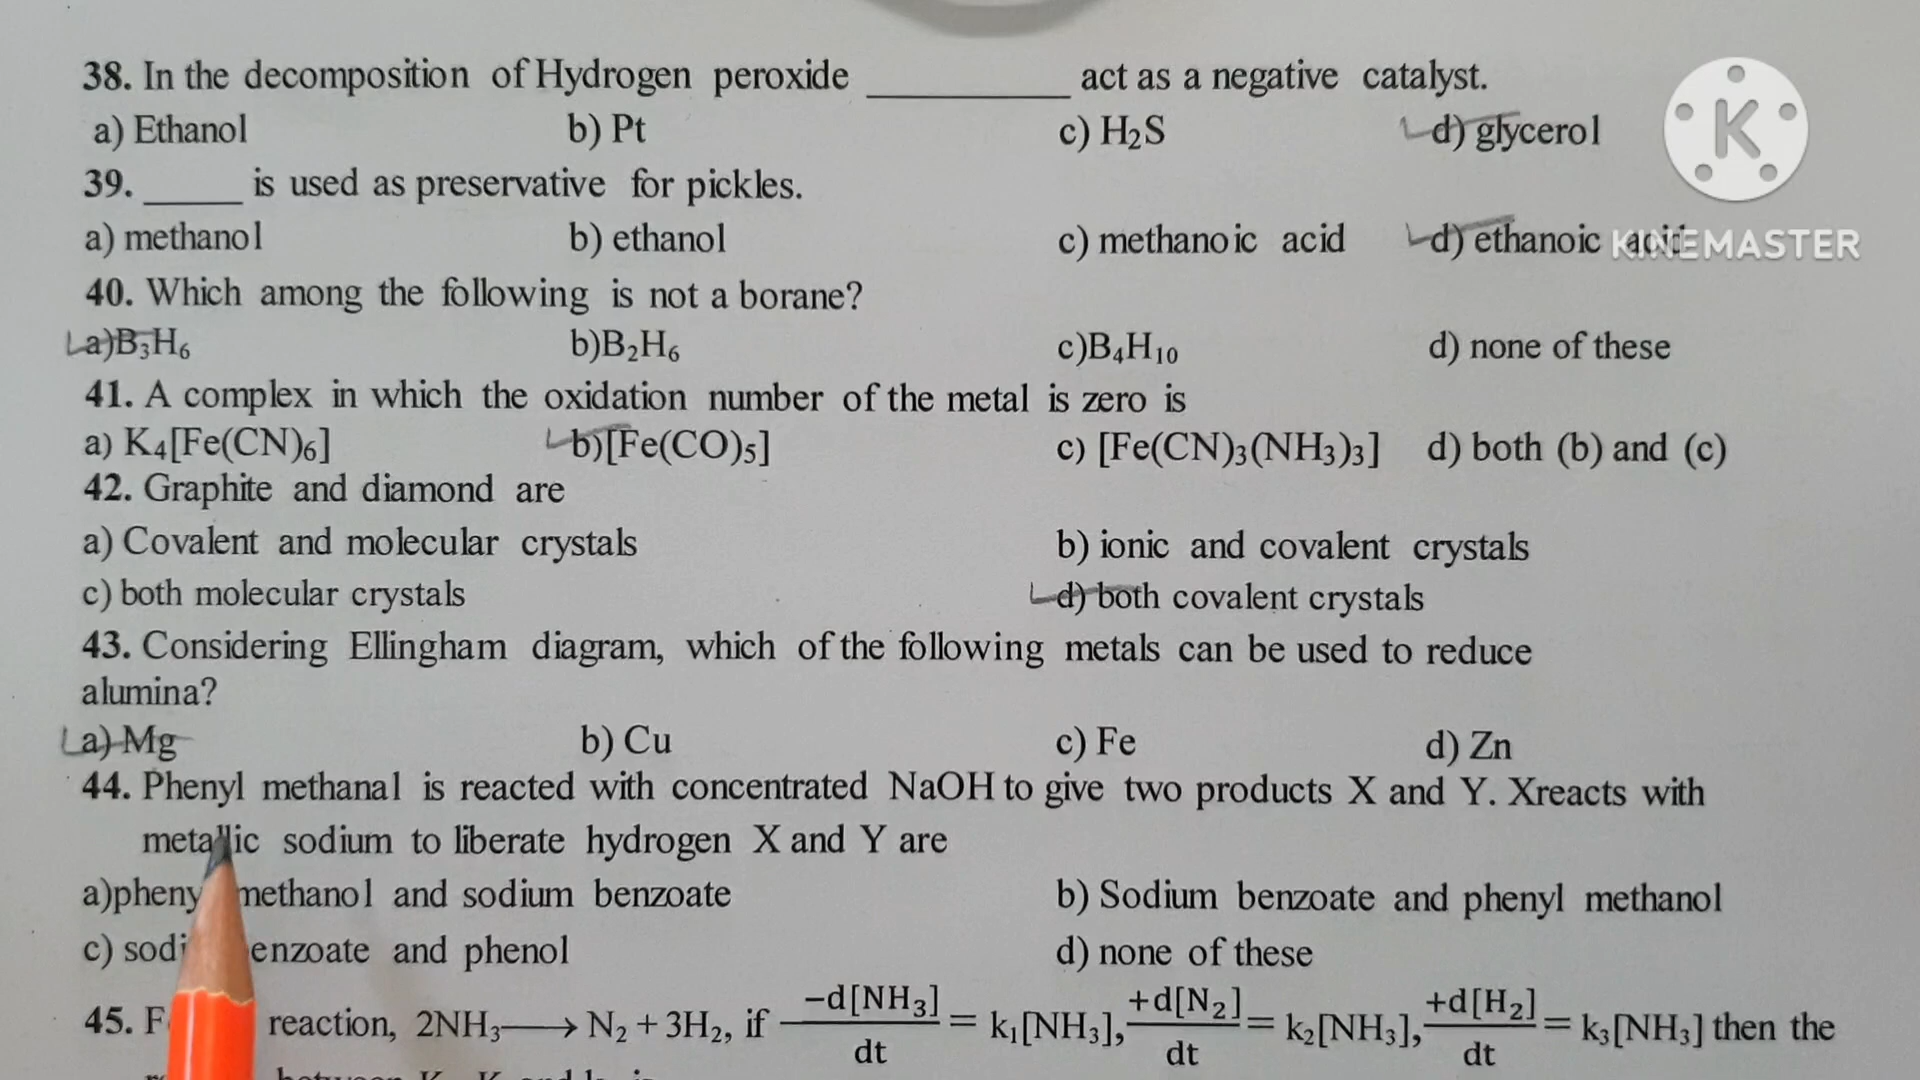 38. In the decomposition of Hydrogen peroxide __________ act as a negative catalyst.
a) Ethanol b) Pt c) H₂S d) glycerol
K
39. _____ is used as preservative for pickles.
a) methanol b) ethanol c) methanoic acid d) ethanoic acid
KINEMASTER
40. Which among the following is not a borane?
a)B₃H₆ b)B₂H₆ c)B₄H₁₀ d) none of these
41. A complex in which the oxidation number of the metal is zero is
a) K₄[Fe(CN)₆] b)[Fe(CO)₅] c) [Fe(CN)₃(NH₃)₃] d) both (b) and (c)
42. Graphite and diamond are
a) Covalent and molecular crystals b) ionic and covalent crystals
c) both molecular crystals d) both covalent crystals
43. Considering Ellingham diagram, which of the following metals can be used to reduce
alumina?
a) Mg b) Cu c) Fe d) Zn
44. Phenyl methanal is reacted with concentrated NaOH to give two products X and Y. Xreacts with
metallic sodium to liberate hydrogen X and Y are
a)phenyl methanol and sodium benzoate b) Sodium benzoate and phenyl methanol
c) sodium benzoate and phenol d) none of these
45. reaction, 2NH₃⟶N₂ + 3H₂, if −d[NH₃]/dt = k₁[NH₃], +d[N₂]/dt = k₂[NH₃], +d[H₂]/dt = k₃[NH₃] then the